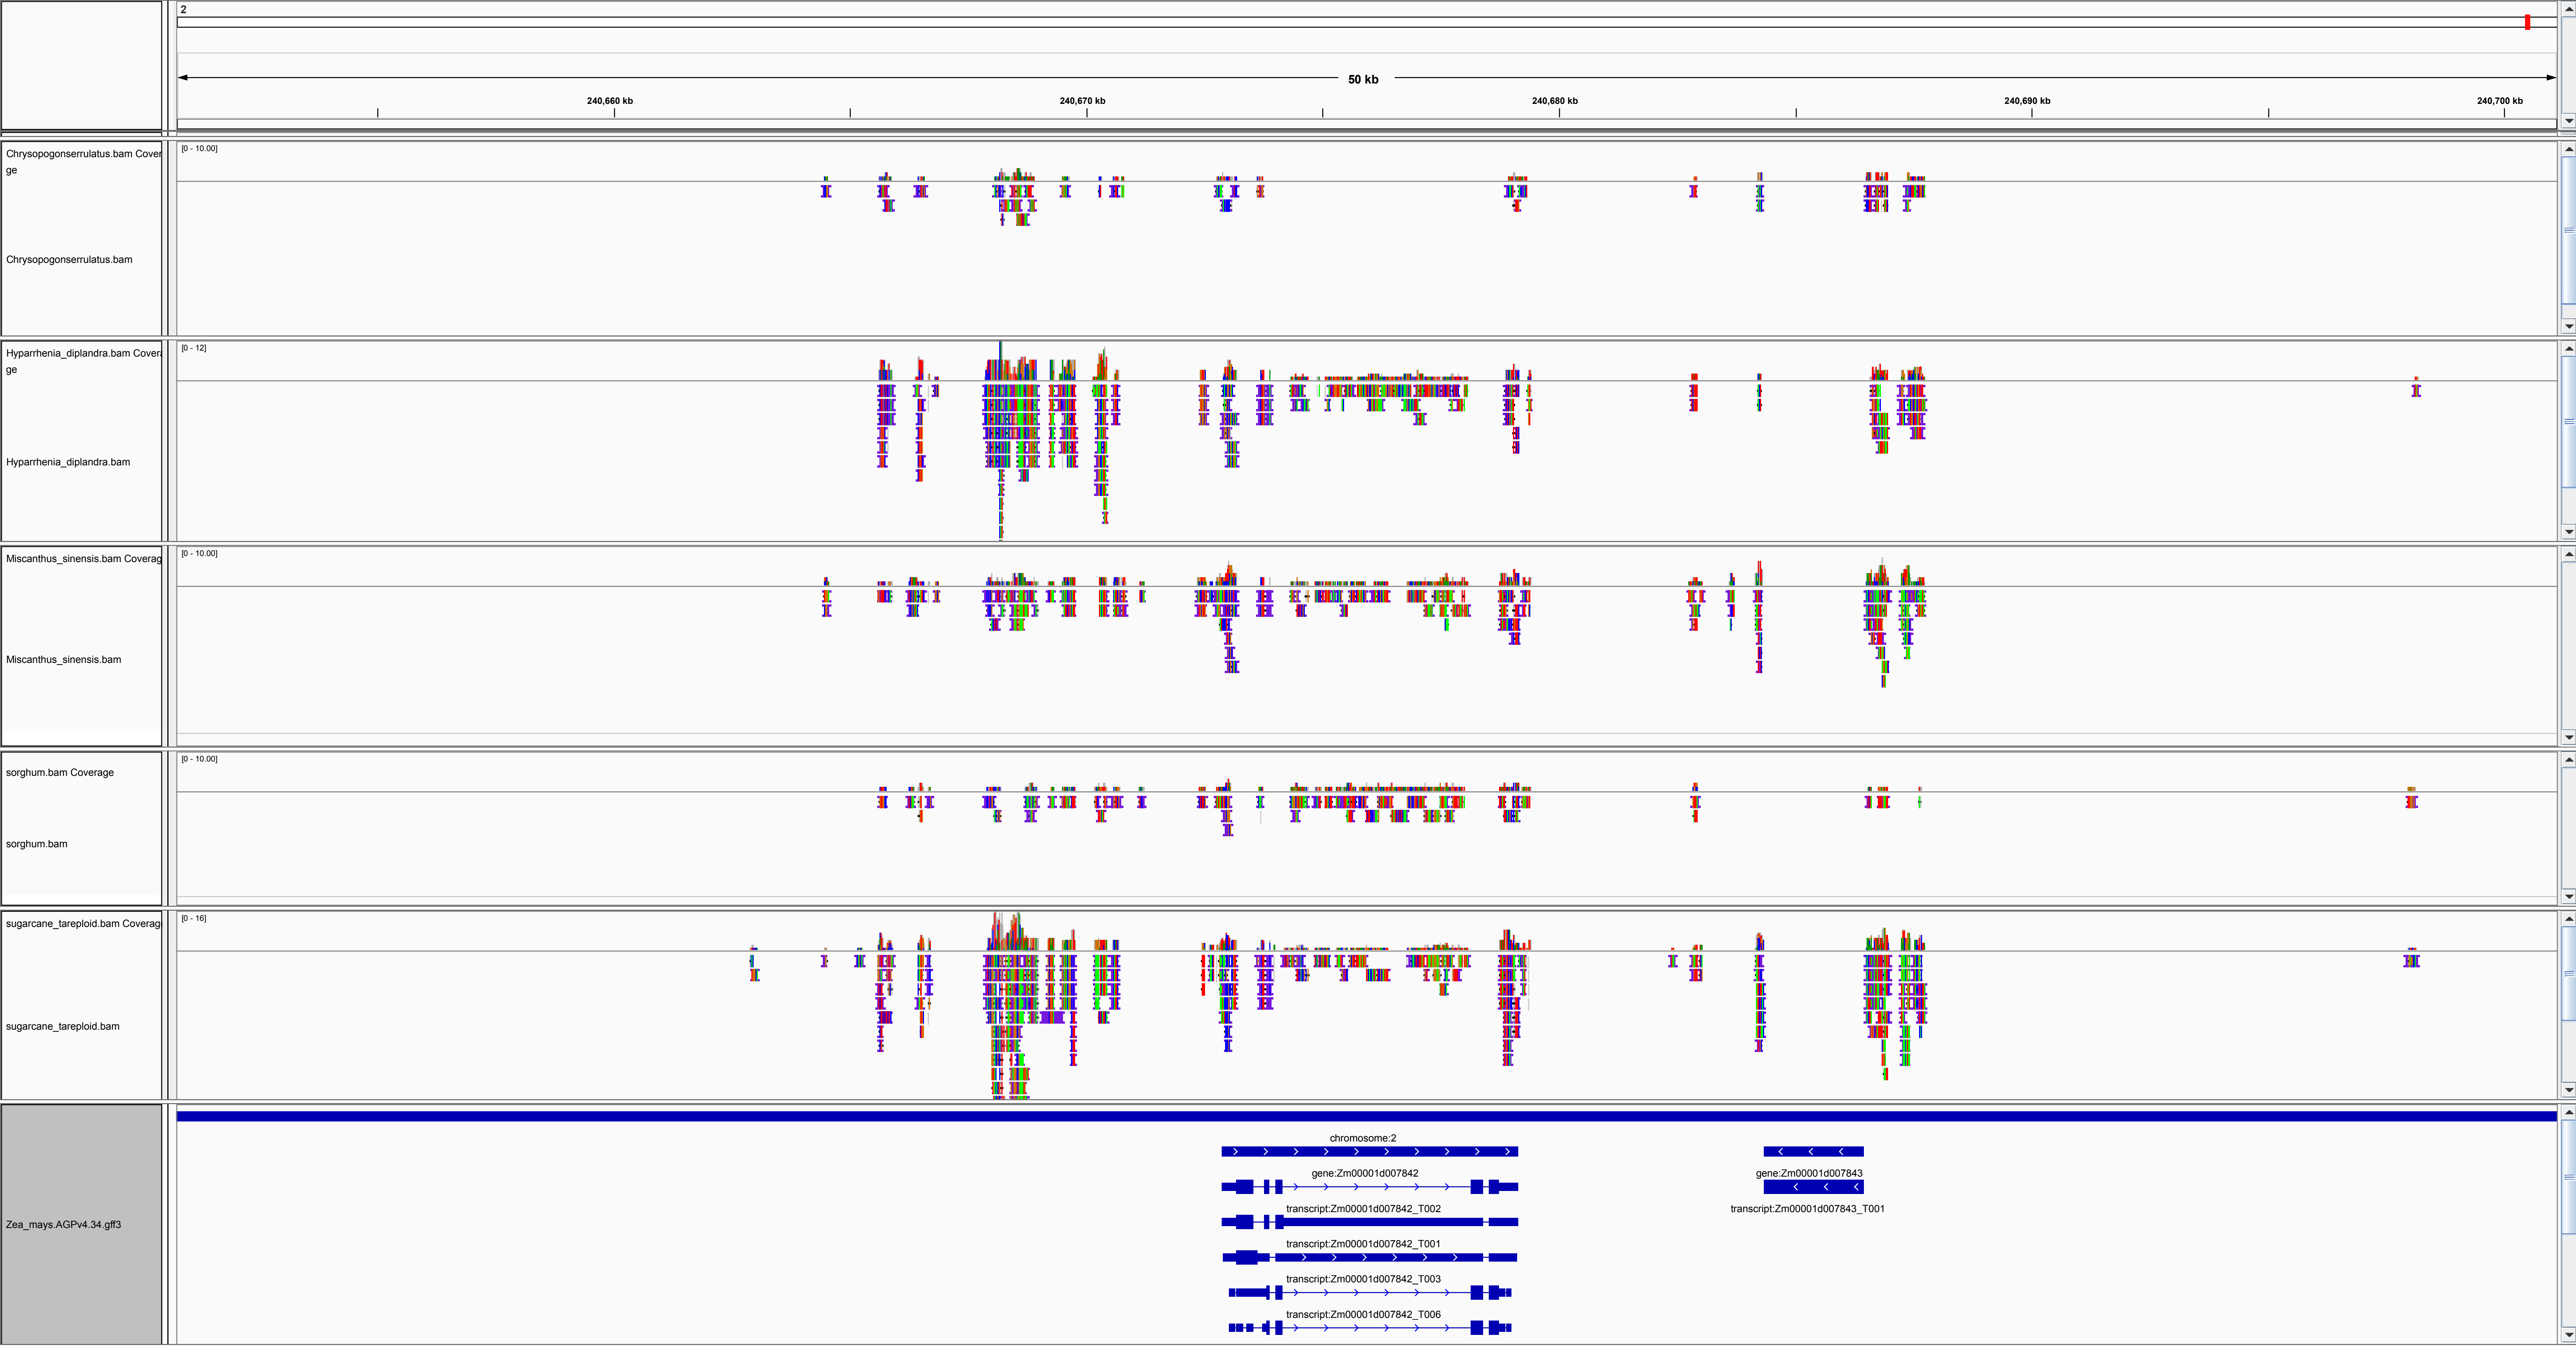 2
50 kb
240,660 kb 240,670 kb 240,680 kb 240,690 kb 240,700 kb
Chrysopogonserrulatus.bam Cover
ge
[0 - 10.00]
Chrysopogonserrulatus.bam
Hyparrhenia_diplandra.bam Cover
ge
[0 - 12]
Hyparrhenia_diplandra.bam
Miscanthus_sinensis.bam Coverag
[0 - 10.00]
Miscanthus_sinensis.bam
sorghum.bam Coverage
[0 - 10.00]
sorghum.bam
sugarcane_tareploid.bam Coverag
[0 - 16]
sugarcane_tareploid.bam
Zea_mays.AGPv4.34.gff3
chromosome:2
gene:Zm00001d007842 gene:Zm00001d007843
transcript:Zm00001d007842_T002 transcript:Zm00001d007843_T001
transcript:Zm00001d007842_T001
transcript:Zm00001d007842_T003
transcript:Zm00001d007842_T006